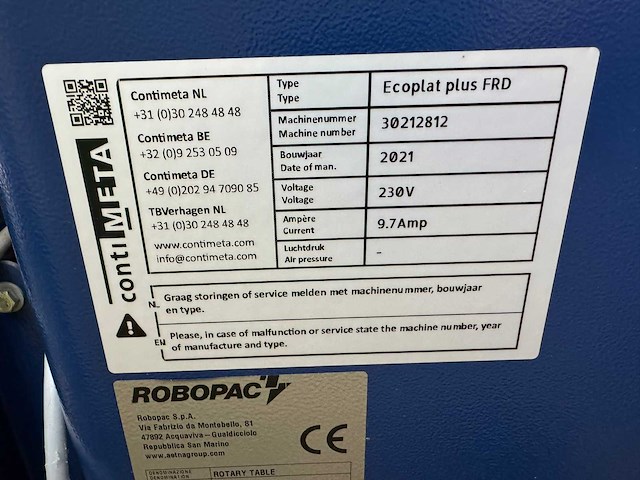 contiMETA
Contimeta NL
+31 (0)30 248 48 48
Contimeta BE
+32 (0)9 253 05 09
Contimeta DE
+49 (0)202 94 7090 85
TBVerhagen NL
+31 (0)30 248 48 48
www.contimeta.com
info@contimeta.com
Type
Type
Ecoplat plus FRD
Machinenummer
Machine number
30212812
Bouwjaar
Date of man.
2021
Voltage
Voltage
230V
Ampère
Current
9.7Amp
Luchtdruk
Air pressure
-
NL
Graag storingen of service melden met machinenummer, bouwjaar
en type.
EN
Please, in case of malfunction or service state the machine number, year
of manufacture and type.
ROBOPAC
Robopac S.p.A.
Via Fabrizio da Montebello, 81
47892 Acquaviva - Gualdicciolo
Repubblica San Marino
www.aetnagroup.com
CE
DENOMINAZIONE
DENOMINATION
ROTARY TABLE